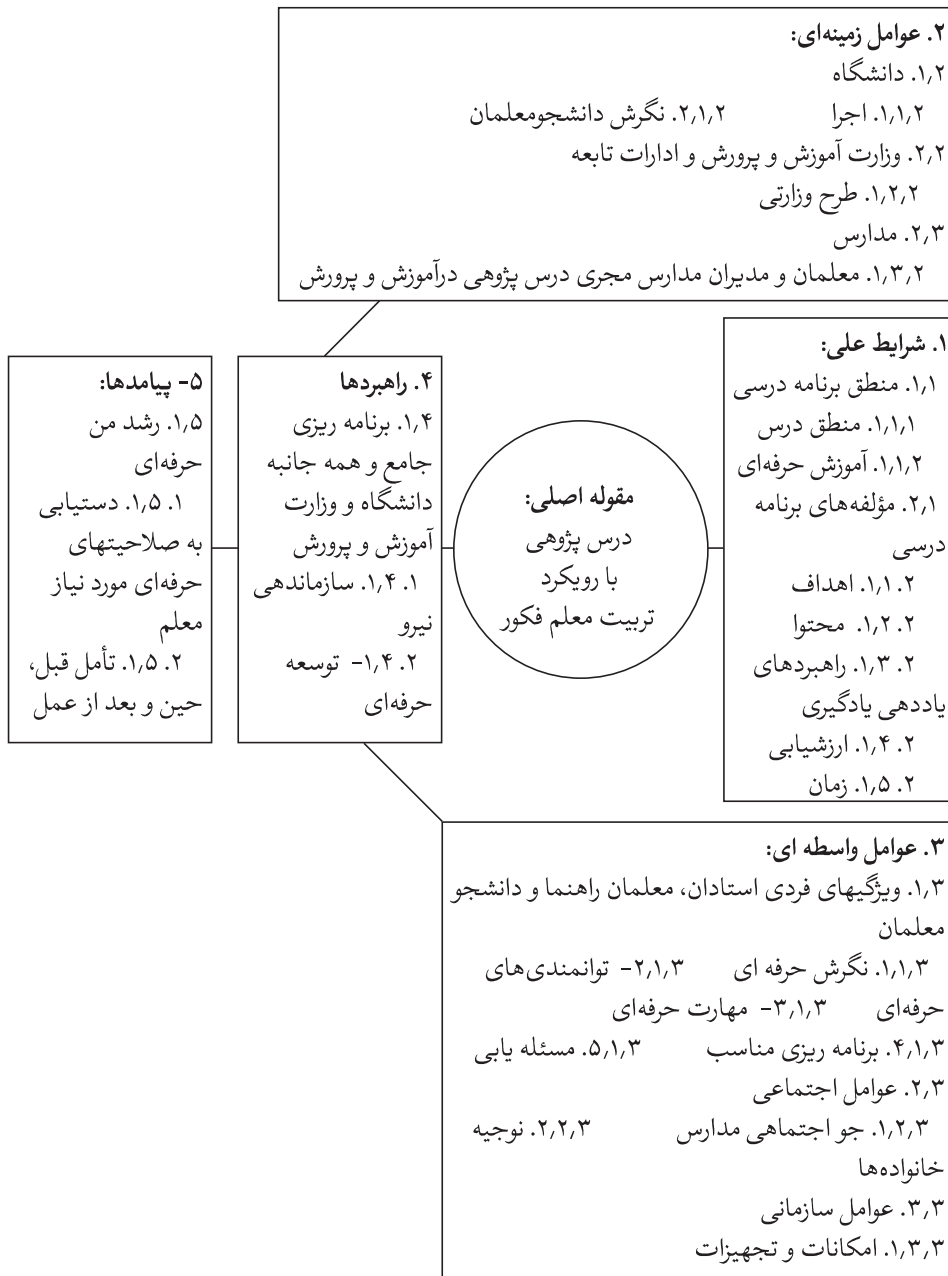 ۲. عوامل زمینه‌ای:
۱٫۲. دانشگاه
۱٫۱٫۲. اجرا ۲٫۱٫۲. نگرش دانشجومعلمان
۲٫۲. وزارت آموزش و پرورش و ادارات تابعه
۱٫۲٫۲. طرح وزارتی
۲٫۳. مدارس
۱٫۳٫۲. معلمان و مدیران مدارس مجری درس پژوهی درآموزش و پرورش
۱. شرایط علی:
۱٫۱. منطق برنامه درسی
۱٫۱٫۱. منطق درس
۱٫۱٫۲. آموزش حرفه‌ای
۲٫۱. مؤلفه‌های برنامه
درسی
۱٫۱.۲. اهداف
۱٫۲.۲. محتوا
۲. ۱٫۳. راهبردهای
یاددهی یادگیری
۲. ۱٫۴. ارزشیابی
۲. ۱٫۵. زمان
مقوله اصلی:
درس پژوهی
با رویکرد
تربیت معلم فکور
۴. راهبردها
۱٫۴. برنامه ریزی
جامع و همه جانبه
دانشگاه و وزارت
آموزش و پرورش
۱. ۱٫۴. سازماندهی
نیرو
۲. ۱٫۴- توسعه
حرفه‌ای
۵- پیامدها:
۱٫۵. رشد من
حرفه‌ای
۱. ۱٫۵. دستیابی
به صلاحیتهای
حرفه‌ای مورد نیاز
معلم
۲. ۱٫۵. تأمل قبل،
حین و بعد از عمل
۳. عوامل واسطه ای:
۱٫۳. ویژگیهای فردی استادان، معلمان راهنما و دانشجو
معلمان
۱٫۱٫۳. نگرش حرفه ای ۲٫۱٫۳- توانمندی‌های
حرفه‌ای ۳٫۱٫۳- مهارت حرفه‌ای
۴٫۱٫۳. برنامه ریزی مناسب ۵٫۱٫۳. مسئله یابی
۲٫۳. عوامل اجتماعی
۱٫۲٫۳. جو اجتماهی مدارس ۲٫۲٫۳. نوجیه
خانواده‌ها
۳٫۳. عوامل سازمانی
۱٫۳٫۳. امکانات و تجهیزات